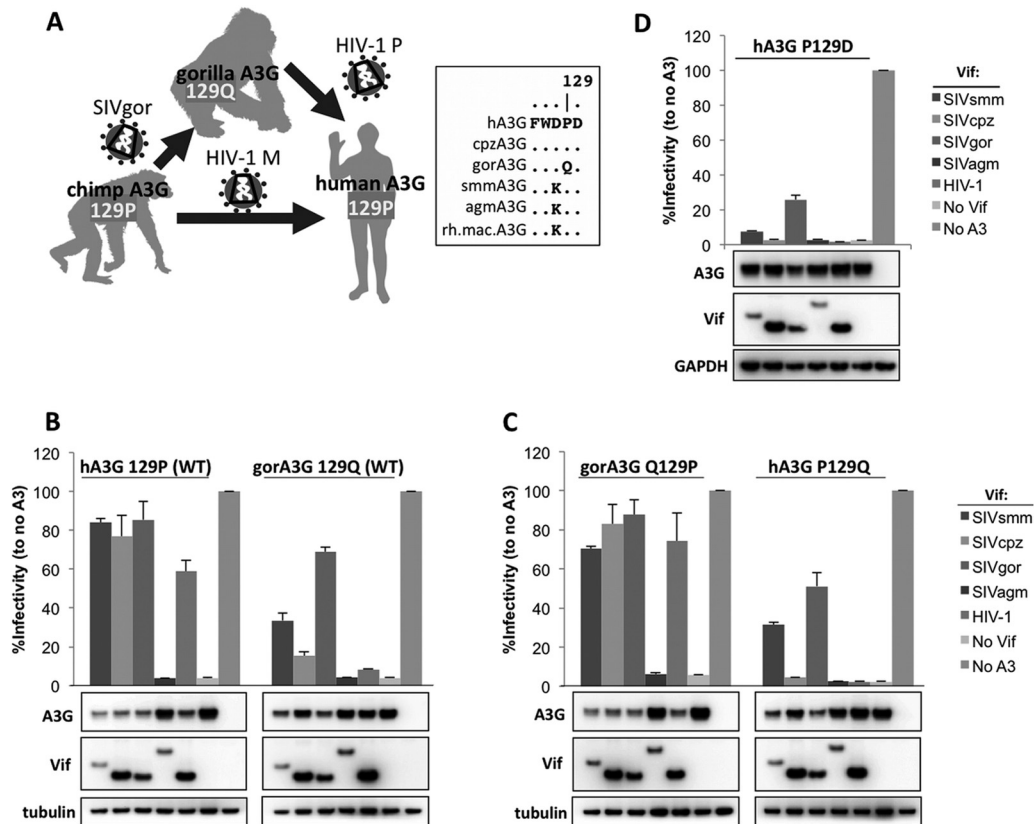 A
gorilla A3G
129Q
HIV-1 P
SIVgor
HIV-1 M
chimp A3G
129P
human A3G
129P
129
. . . | .
hA3G FWDPD
cpzA3G . . . . .
gorA3G . . . Q .
smmA3G . . K . .
agmA3G . . K . .
rh.mac.A3G . . K . .
D
hA3G P129D
%Infectivity (to no A3)
120
100
80
60
40
20
0
Vif:
SIVsmm
SIVcpz
SIVgor
SIVagm
HIV-1
No Vif
No A3
A3G
Vif
GAPDH
B
hA3G 129P (WT)
gorA3G 129Q (WT)
%Infectivity (to no A3)
120
100
80
60
40
20
0
A3G
Vif
tubulin
C
gorA3G Q129P
hA3G P129Q
%Infectivity (to no A3)
120
100
80
60
40
20
0
Vif:
SIVsmm
SIVcpz
SIVgor
SIVagm
HIV-1
No Vif
No A3
A3G
Vif
tubulin